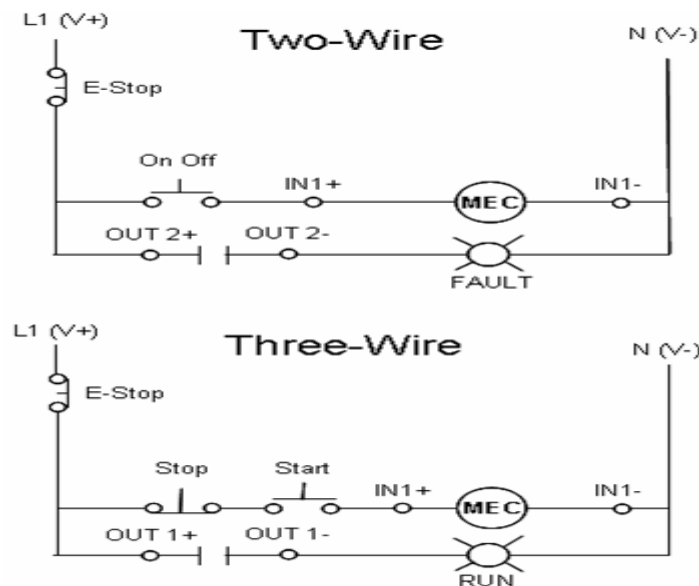 L1 (V+)
Two-Wire
N (V-)
E-Stop
On Off
IN1+
MEC
IN1-
OUT 2+
OUT 2-
FAULT
L1 (V+)
Three-Wire
N (V-)
E-Stop
Stop
Start
IN1+
MEC
IN1-
OUT 1+
OUT 1-
RUN